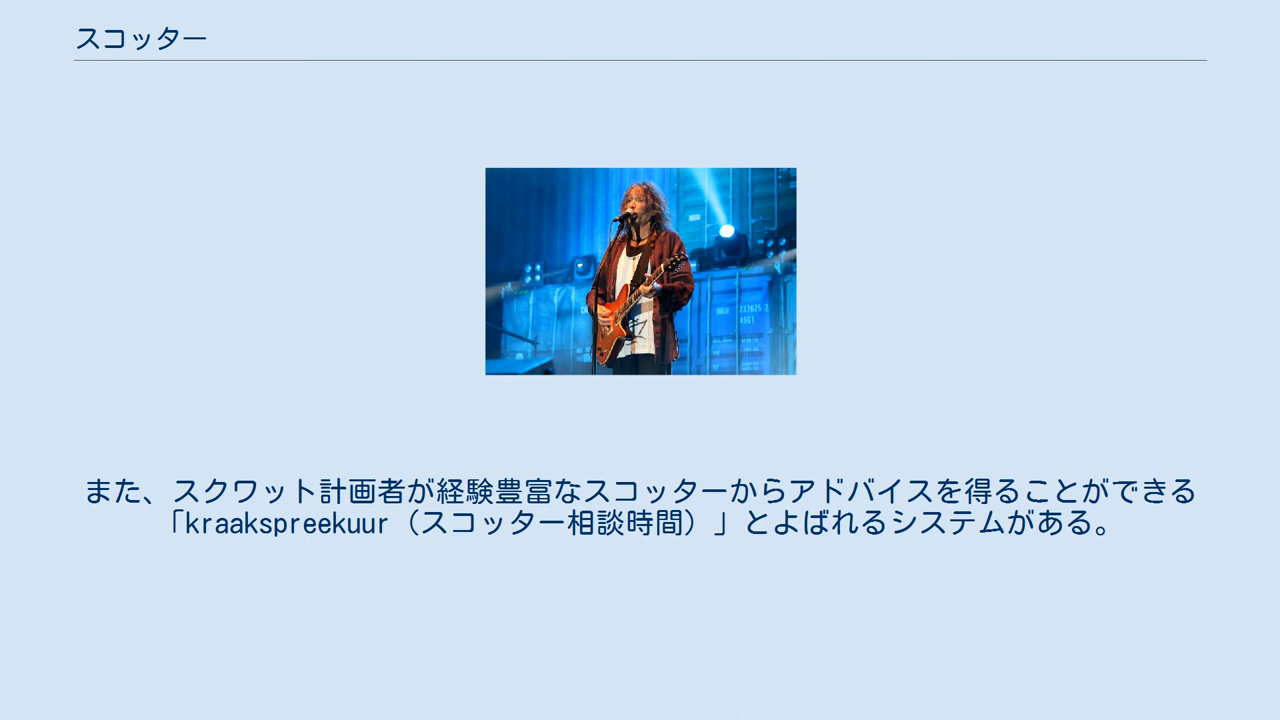 スコッター
また、スクワット計画者が経験豊富なスコッターからアドバイスを得ることができる
「kraakspreekuur（スコッター相談時間）」とよばれるシステムがある。